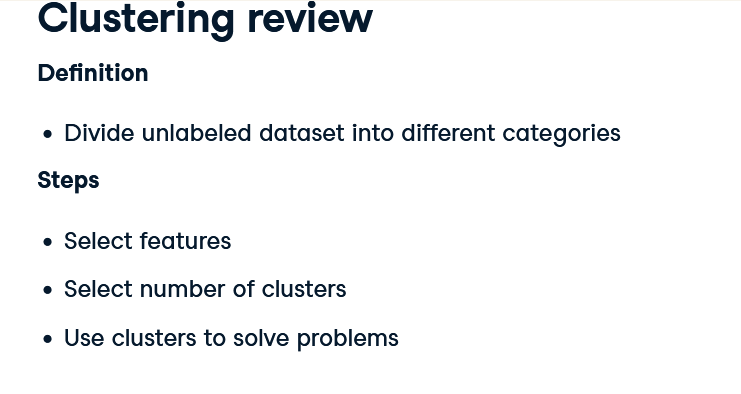 Clustering review
Definition
• Divide unlabeled dataset into different categories
Steps
• Select features
• Select number of clusters
• Use clusters to solve problems